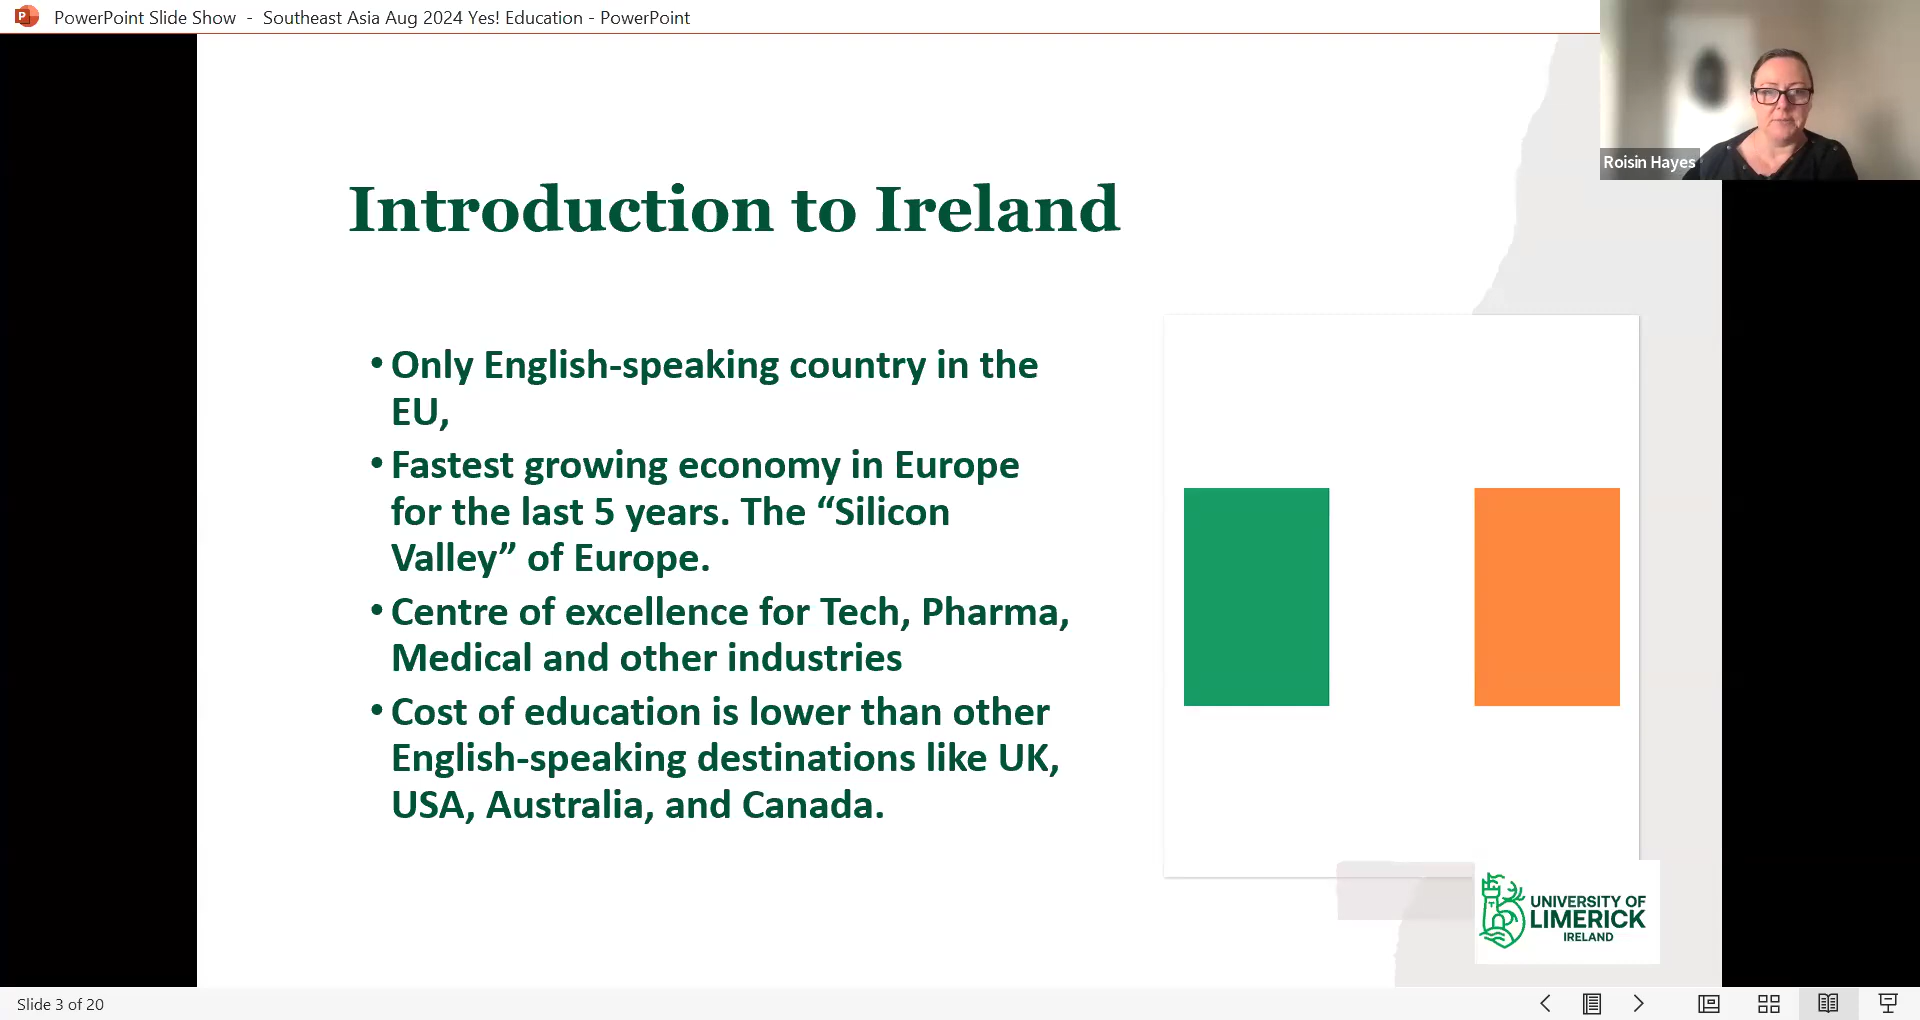 PowerPoint Slide Show - Southeast Asia Aug 2024 Yes! Education - PowerPoint
Roisin Hayes
Introduction to Ireland
• Only English-speaking country in the
EU,
• Fastest growing economy in Europe
for the last 5 years. The “Silicon
Valley” of Europe.
• Centre of excellence for Tech, Pharma,
Medical and other industries
• Cost of education is lower than other
English-speaking destinations like UK,
USA, Australia, and Canada.
UNIVERSITY OF
LIMERICK
IRELAND
Slide 3 of 20